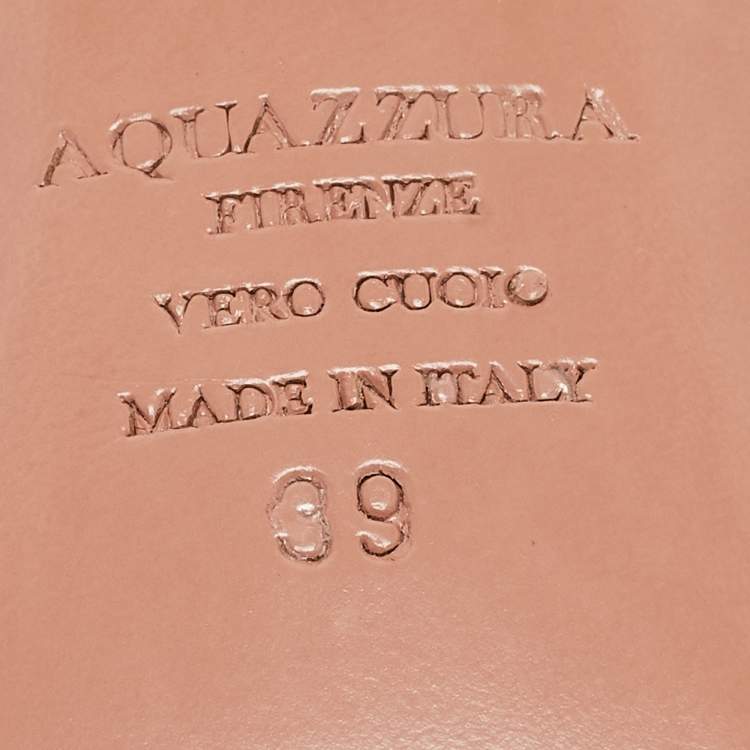 AQUAZZURA
FIRENZE
VERO CUOIO
MADE IN ITALY
39